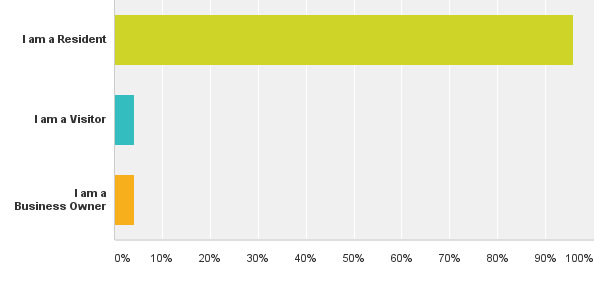 I am a Resident
I am a Visitor
I am a
Business Owner
0% 10% 20% 30% 40% 50% 60% 70% 80% 90% 100%